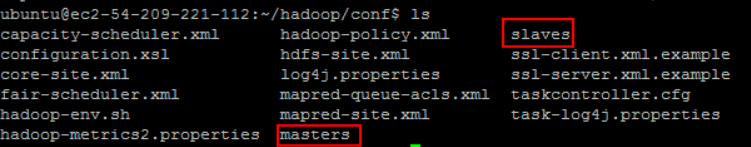 ubuntu@ec2-54-209-221-112:~/hadoop/conf$ ls
capacity-scheduler.xml hadoop-policy.xml slaves
configuration.xsl hdfs-site.xml ssl-client.xml.example
core-site.xml log4j.properties ssl-server.xml.example
fair-scheduler.xml mapred-queue-acls.xml taskcontroller.cfg
hadoop-env.sh mapred-site.xml task-log4j.properties
hadoop-metrics2.properties masters